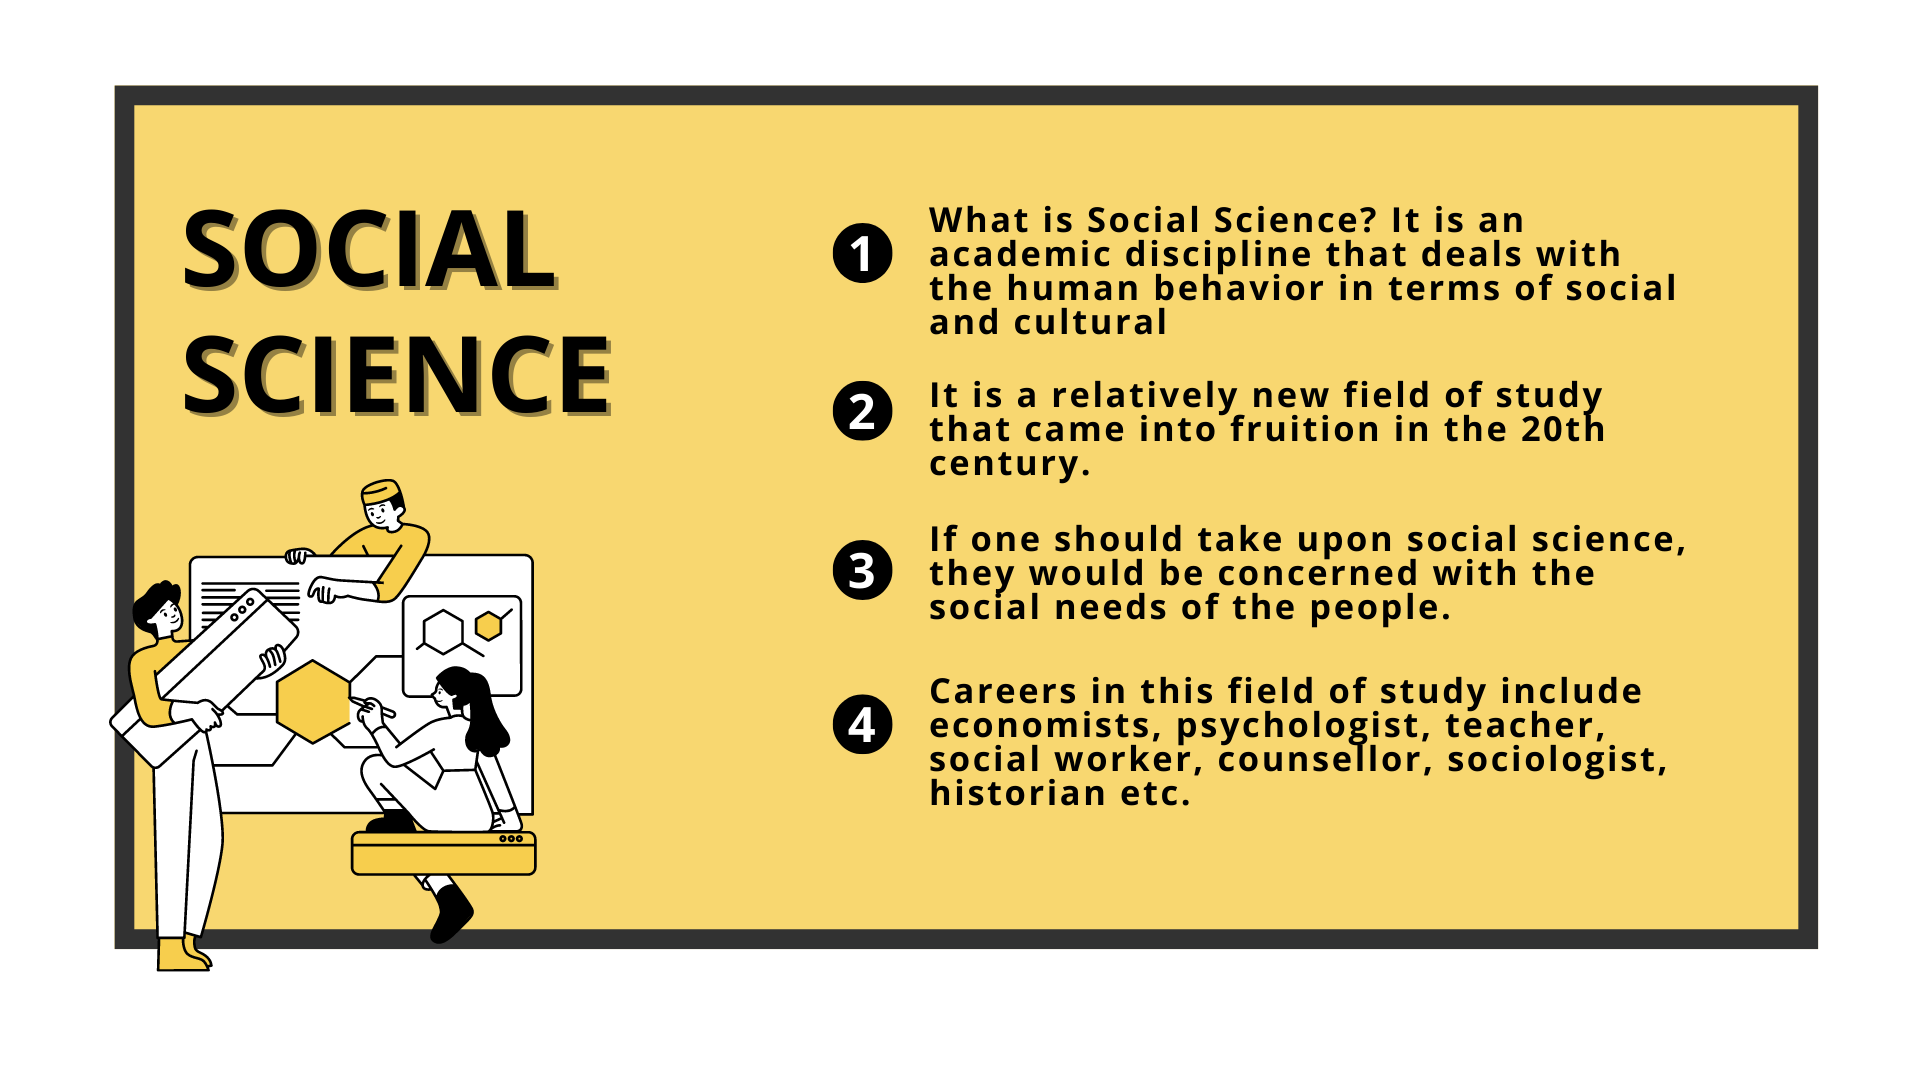 SOCIAL
SCIENCE
1
What is Social Science? It is an
academic discipline that deals with
the human behavior in terms of social
and cultural
2
It is a relatively new field of study
that came into fruition in the 20th
century.
3
If one should take upon social science,
they would be concerned with the
social needs of the people.
4
Careers in this field of study include
economists, psychologist, teacher,
social worker, counsellor, sociologist,
historian etc.